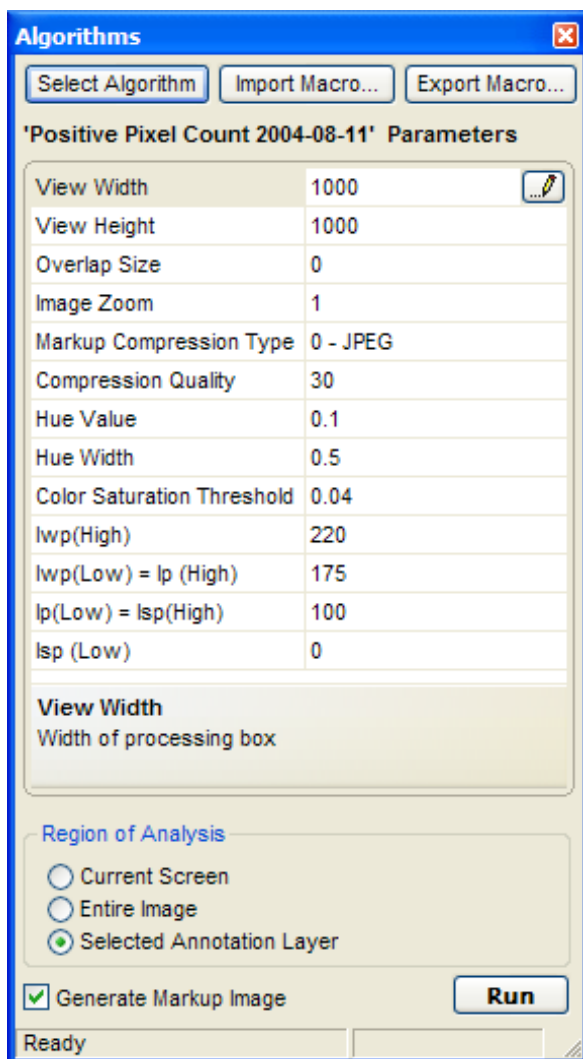 Algorithms
Select Algorithm Import Macro... Export Macro...
'Positive Pixel Count 2004-08-11' Parameters
View Width 1000 ...
View Height 1000
Overlap Size 0
Image Zoom 1
Markup Compression Type 0 - JPEG
Compression Quality 30
Hue Value 0.1
Hue Width 0.5
Color Saturation Threshold 0.04
Iwp(High) 220
Iwp(Low) = Ip (High) 175
Ip(Low) = Isp(High) 100
Isp (Low) 0
View Width
Width of processing box
Region of Analysis
Current Screen
Entire Image
Selected Annotation Layer
Generate Markup Image Run
Ready